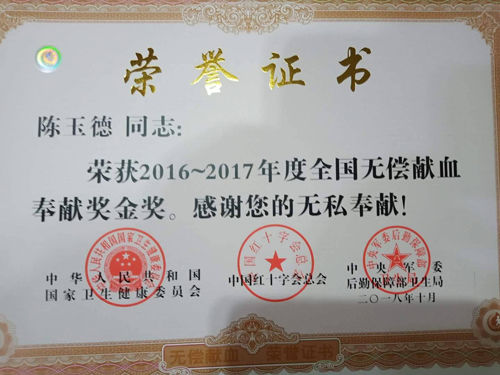 荣誉证书
陈玉德 同志:
荣获2016~2017年度全国无偿献血
奉献奖金奖。感谢您的无私奉献!
中华人民共和国
国家卫生健康委员会
中国红十字会总会
中央军委
后勤保障部卫生局
二〇一八年十月
无偿献血 荣誉证书